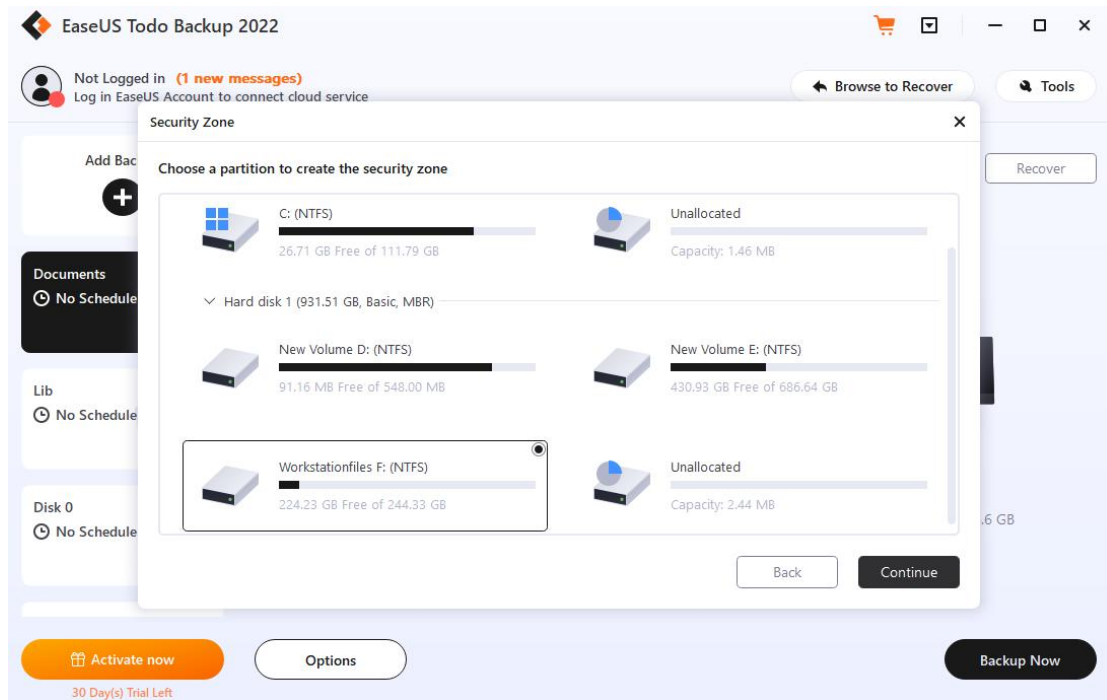 EaseUS Todo Backup 2022
Not Logged in (1 new messages)
Log in EaseUS Account to connect cloud service
Browse to Recover
Tools
Security Zone
Add Bac
Choose a partition to create the security zone
Recover
C: (NTFS)
26.71 GB Free of 111.79 GB
Unallocated
Capacity: 1.46 MB
Documents
No Schedule
Hard disk 1 (931.51 GB, Basic, MBR)
New Volume D: (NTFS)
91.16 MB Free of 548.00 MB
New Volume E: (NTFS)
430.93 GB Free of 686.64 GB
Lib
No Schedule
Workstationfiles F: (NTFS)
224.23 GB Free of 244.33 GB
Unallocated
Capacity: 2.44 MB
Disk 0
No Schedule
.6 GB
Back
Continue
Activate now
30 Day(s) Trial Left
Options
Backup Now